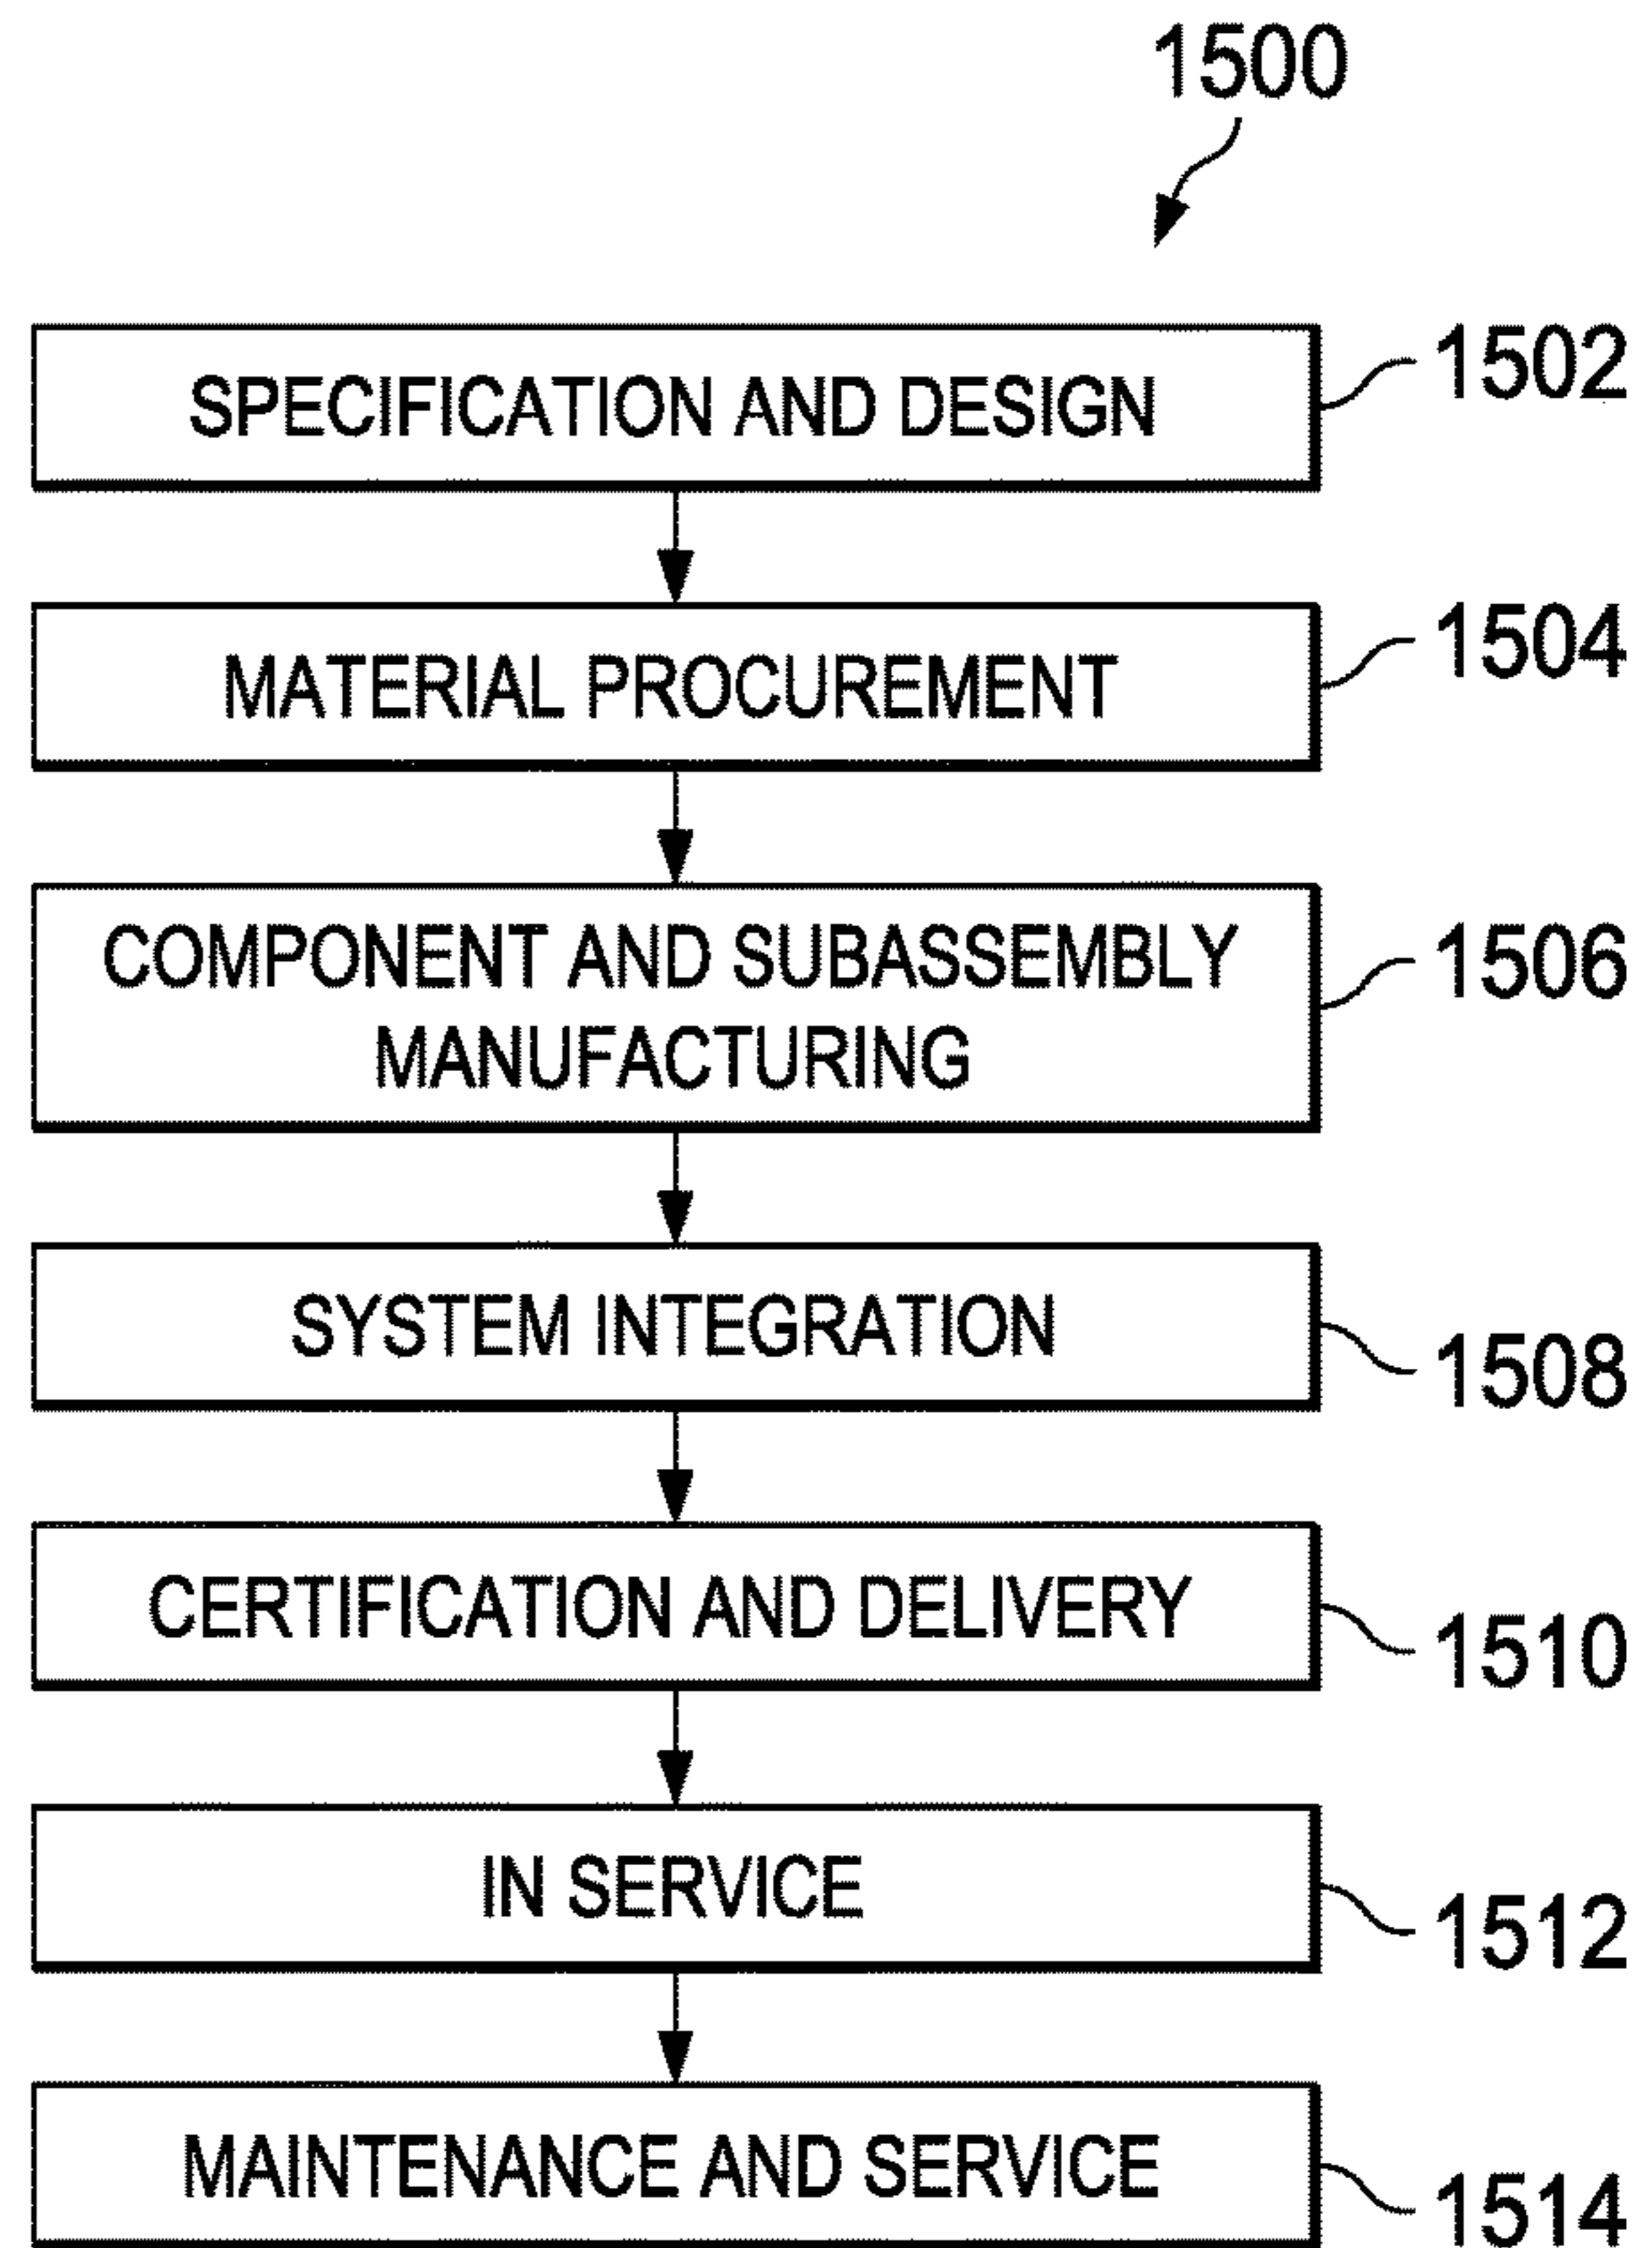 1500
SPECIFICATION AND DESIGN
1502
MATERIAL PROCUREMENT
1504
COMPONENT AND SUBASSEMBLY
MANUFACTURING
1506
SYSTEM INTEGRATION
1508
CERTIFICATION AND DELIVERY
1510
IN SERVICE
1512
MAINTENANCE AND SERVICE
1514